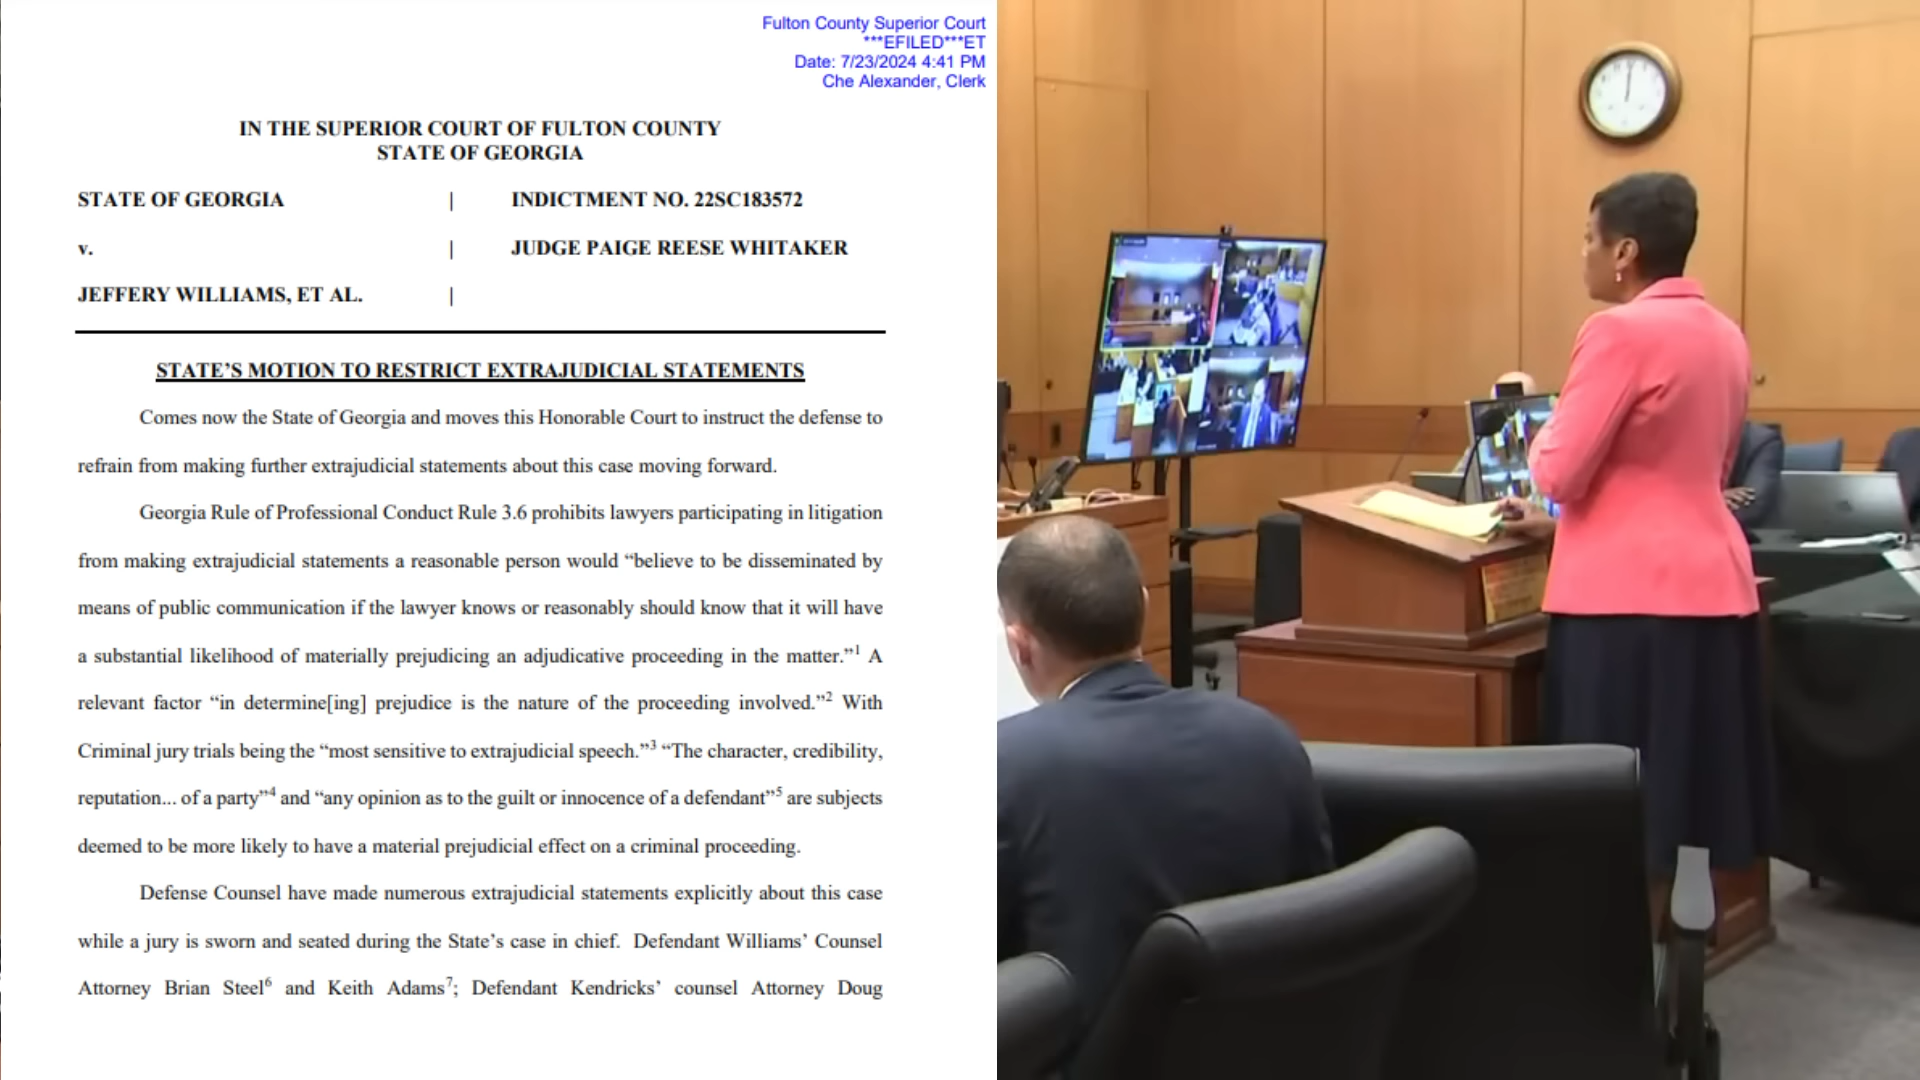 Fulton County Superior Court
***EFILED***ET
Date: 7/23/2024 4:41 PM
Che Alexander, Clerk
IN THE SUPERIOR COURT OF FULTON COUNTY
STATE OF GEORGIA
STATE OF GEORGIA | INDICTMENT NO. 22SC183572
v. | JUDGE PAIGE REESE WHITAKER
JEFFERY WILLIAMS, ET AL. |
STATE’S MOTION TO RESTRICT EXTRAJUDICIAL STATEMENTS
Comes now the State of Georgia and moves this Honorable Court to instruct the defense to
refrain from making further extrajudicial statements about this case moving forward.
Georgia Rule of Professional Conduct Rule 3.6 prohibits lawyers participating in litigation
from making extrajudicial statements a reasonable person would “believe to be disseminated by
means of public communication if the lawyer knows or reasonably should know that it will have
a substantial likelihood of materially prejudicing an adjudicative proceeding in the matter.”1 A
relevant factor “in determine[ing] prejudice is the nature of the proceeding involved.”2 With
Criminal jury trials being the “most sensitive to extrajudicial speech.”3 “The character, credibility,
reputation... of a party”4 and “any opinion as to the guilt or innocence of a defendant”5 are subjects
deemed to be more likely to have a material prejudicial effect on a criminal proceeding.
Defense Counsel have made numerous extrajudicial statements explicitly about this case
while a jury is sworn and seated during the State’s case in chief. Defendant Williams’ Counsel
Attorney Brian Steel6 and Keith Adams7; Defendant Kendricks’ counsel Attorney Doug